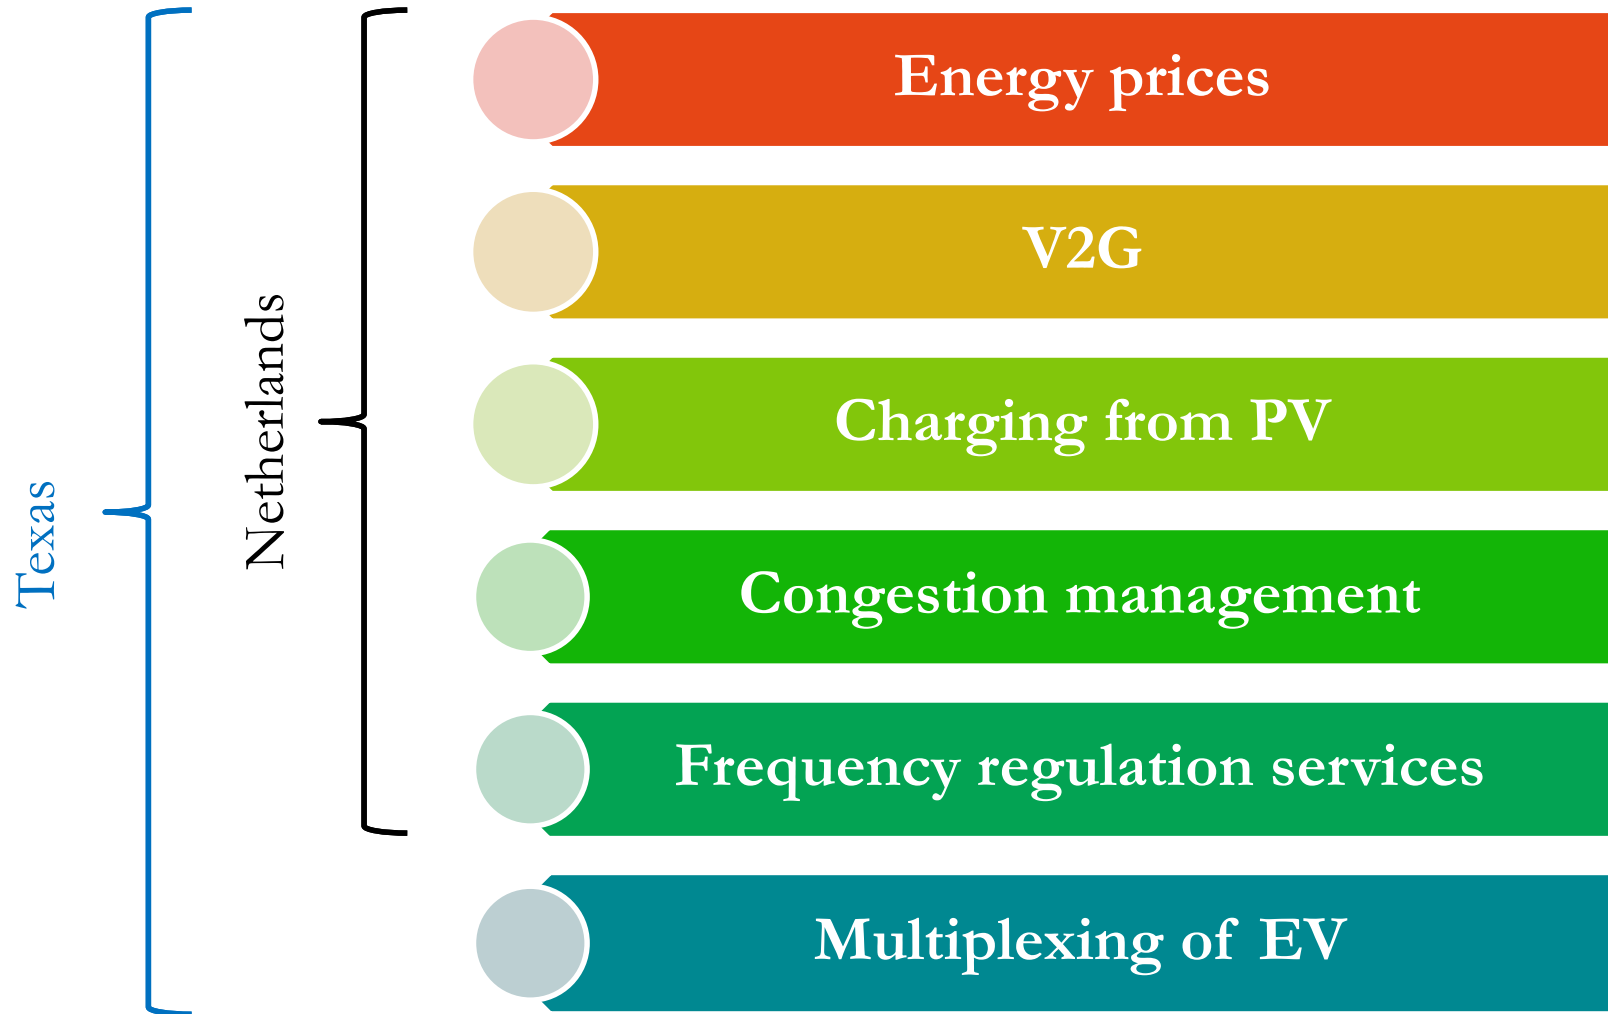 Texas
Netherlands
Energy prices
V2G
Charging from PV
Congestion management
Frequency regulation services
Multiplexing of EV